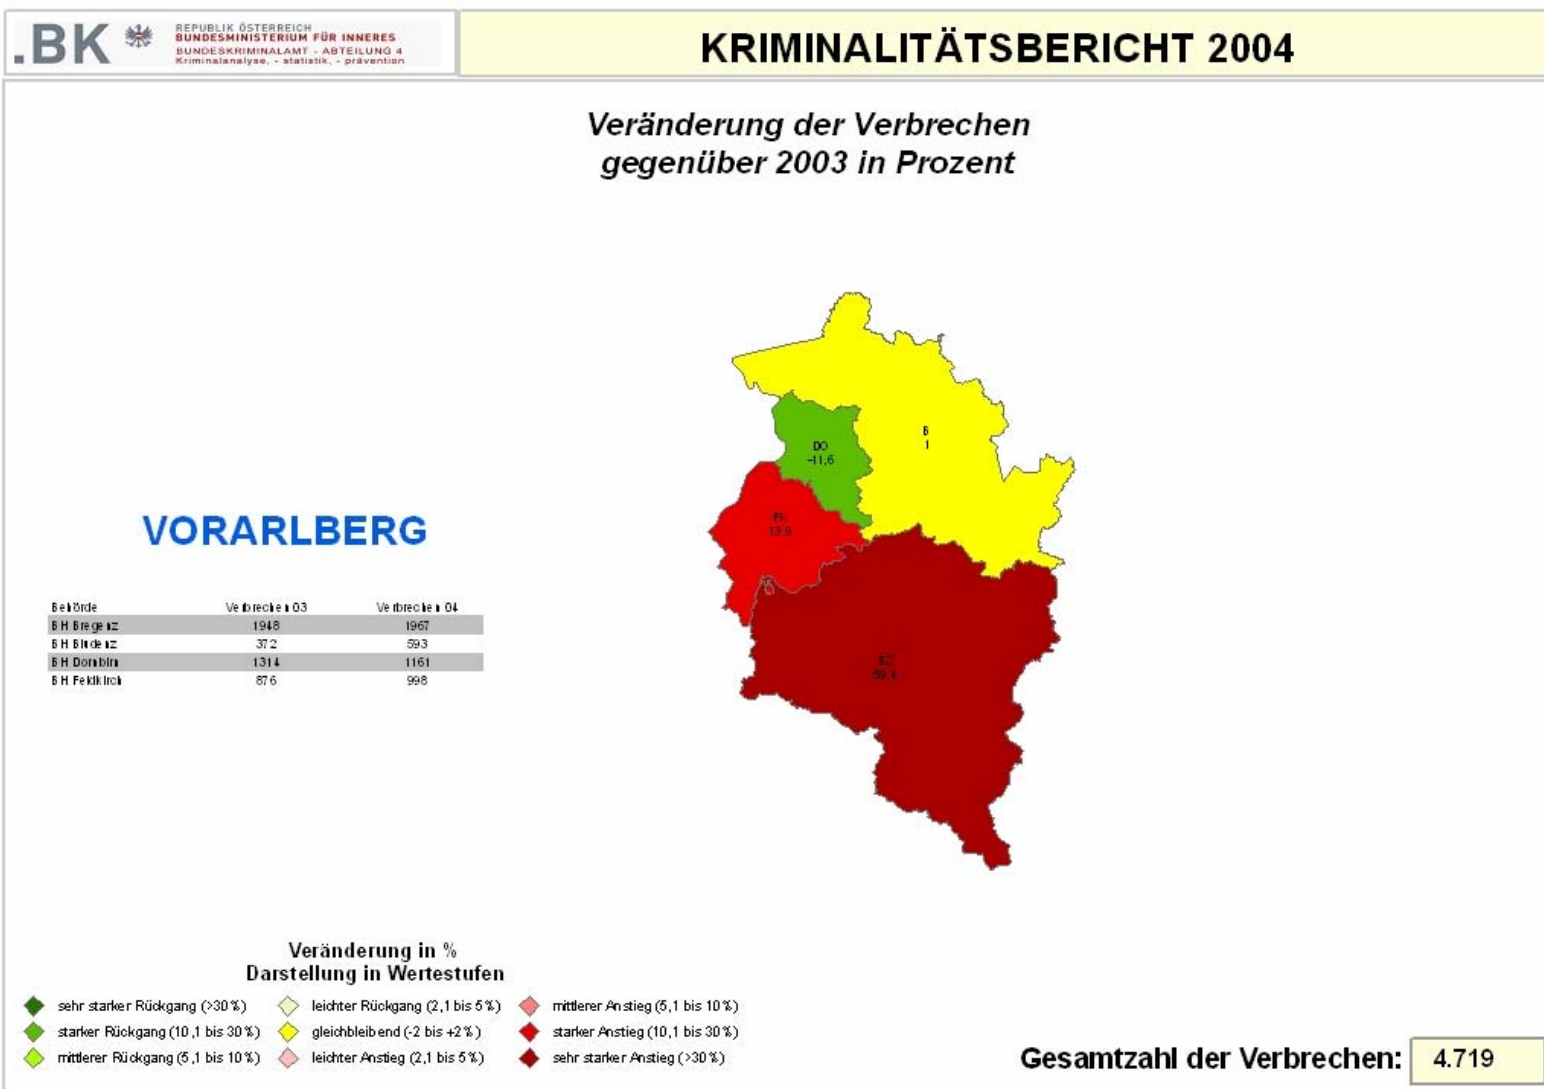 .BK REPUBLIK ÖSTERREICH
BUNDESMINISTERIUM FÜR INNERES
BUNDESKRIMINALAMT - ABTEILUNG 4
Kriminalanalyse, - statistik, - prävention
KRIMINALITÄTSBERICHT 2004
Veränderung der Verbrechen
gegenüber 2003 in Prozent
B
1
DO
-11,6
FK
13,9
BZ
59,4
VORARLBERG
Behörde Verbrechen 03 Verbrechen 04
BH Bregenz 1948 1967
BH Bludenz 372 593
BH Dornbirn 1314 1161
BH Feldkirch 876 998
Veränderung in %
Darstellung in Wertestufen
sehr starker Rückgang (>30%) leichter Rückgang (2,1 bis 5%) mittlerer Anstieg (5,1 bis 10%)
starker Rückgang (10,1 bis 30%) gleichbleibend (-2 bis +2%) starker Anstieg (10,1 bis 30%)
mittlerer Rückgang (5,1 bis 10%) leichter Anstieg (2,1 bis 5%) sehr starker Anstieg (>30%)
Gesamtzahl der Verbrechen: 4.719